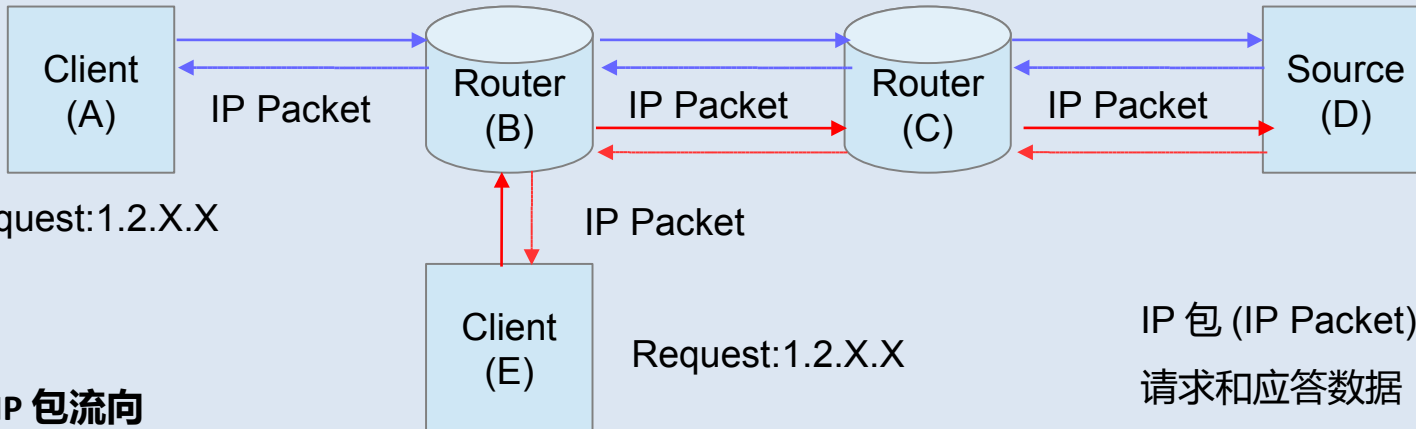 Client
(A)
IP Packet
Router
(B)
IP Packet
Router
(C)
IP Packet
Source
(D)
quest:1.2.X.X
IP Packet
Client
(E)
Request:1.2.X.X
IP 包 (IP Packet)
请求和应答数据
IP 包流向